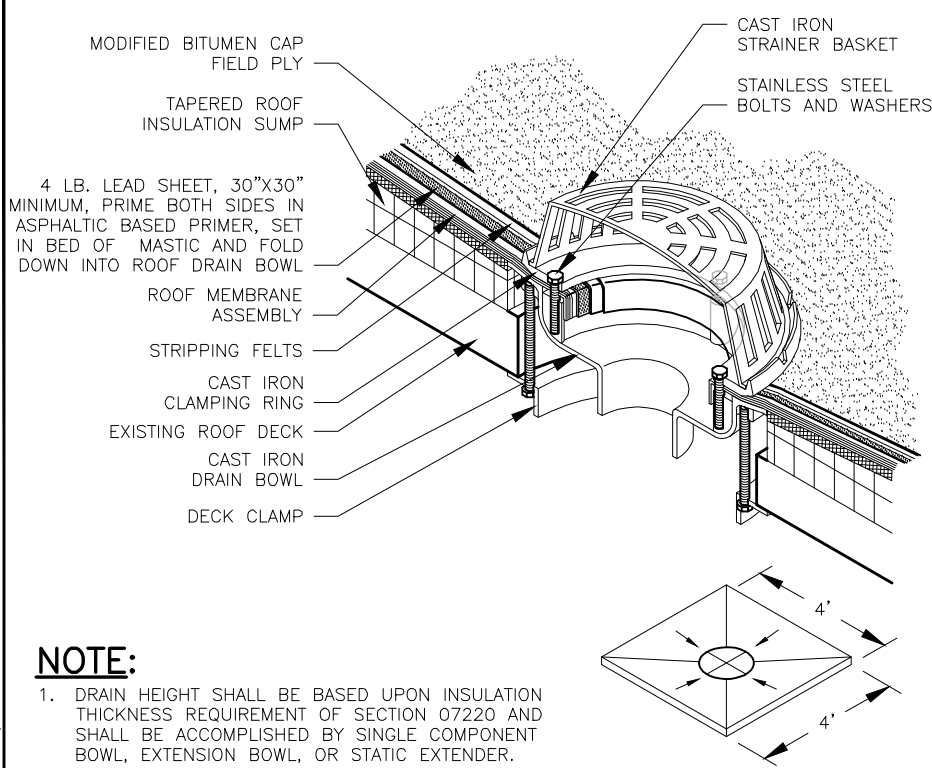 MODIFIED BITUMEN CAP
FIELD PLY
TAPERED ROOF
INSULATION SUMP
4 LB. LEAD SHEET, 30"X30"
MINIMUM, PRIME BOTH SIDES IN
ASPHALTIC BASED PRIMER, SET
IN BED OF MASTIC AND FOLD
DOWN INTO ROOF DRAIN BOWL
ROOF MEMBRANE
ASSEMBLY
STRIPPING FELTS
CAST IRON
CLAMPING RING
EXISTING ROOF DECK
CAST IRON
DRAIN BOWL
DECK CLAMP
CAST IRON
STRAINER BASKET
STAINLESS STEEL
BOLTS AND WASHERS
4'
4'
NOTE:
1. DRAIN HEIGHT SHALL BE BASED UPON INSULATION
THICKNESS REQUIREMENT OF SECTION 07220 AND
SHALL BE ACCOMPLISHED BY SINGLE COMPONENT
BOWL, EXTENSION BOWL, OR STATIC EXTENDER.